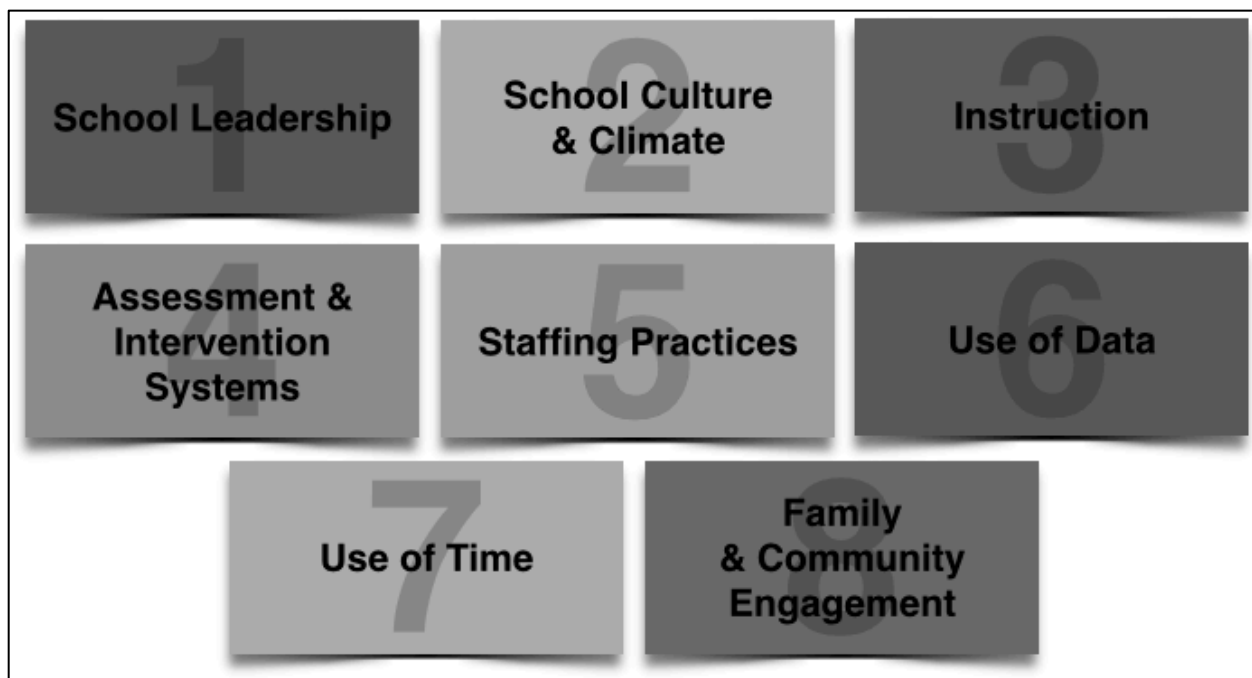 1
School Leadership
2
School Culture
& Climate
3
Instruction
4
Assessment &
Intervention
Systems
5
Staffing Practices
6
Use of Data
7
Use of Time
8
Family
& Community
Engagement